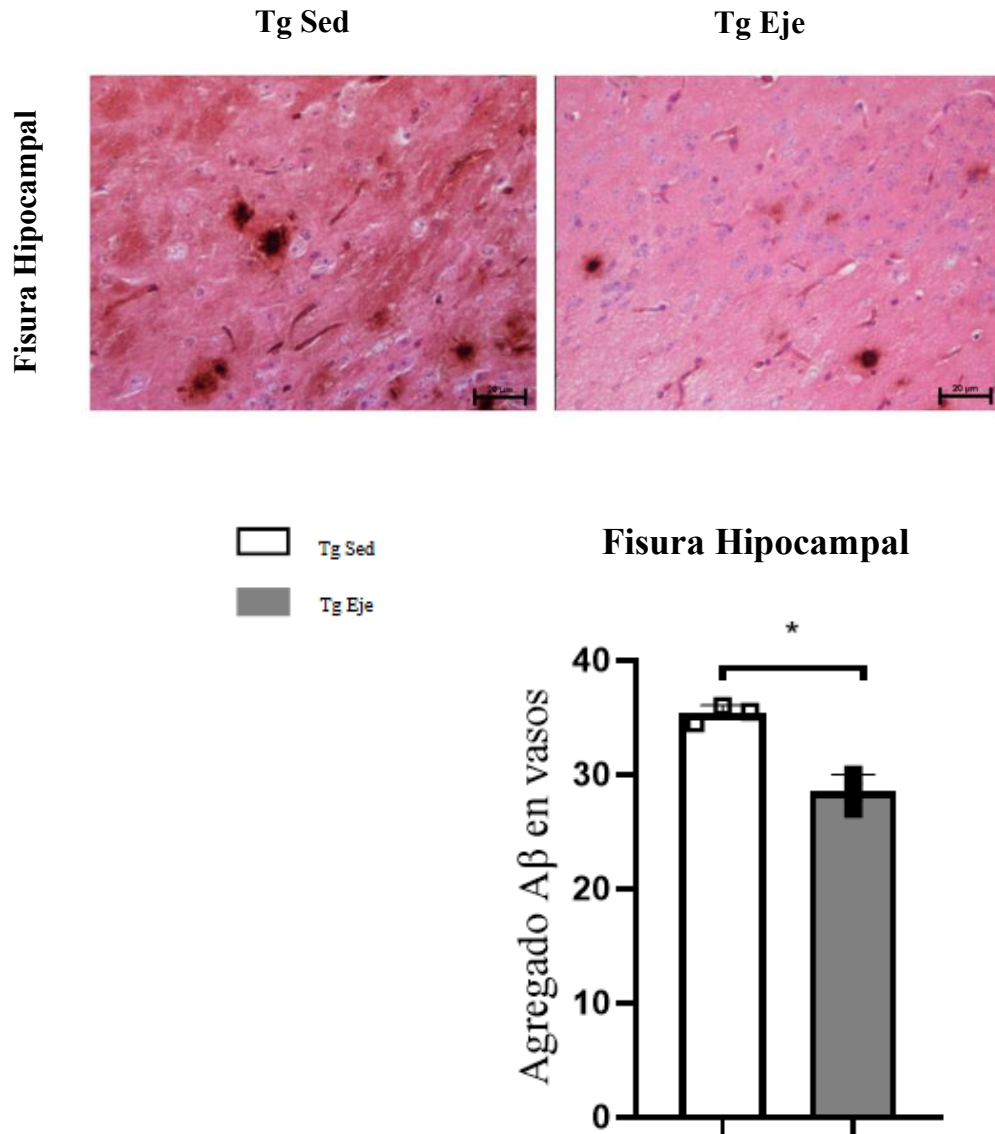 Tg Sed
Tg Eje
Fisura Hipocampal
20 µm
20 µm
Tg Sed
Tg Eje
Fisura Hipocampal
*
Agregado Aβ en vasos
40
30
20
10
0